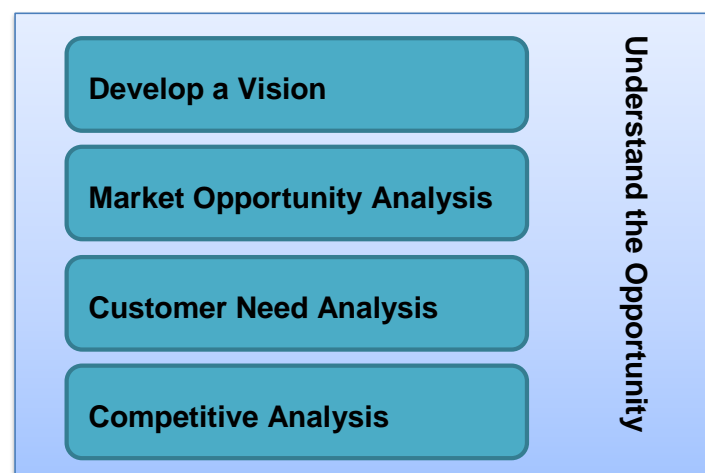 Develop a Vision
Market Opportunity Analysis
Customer Need Analysis
Competitive Analysis
Understand the Opportunity